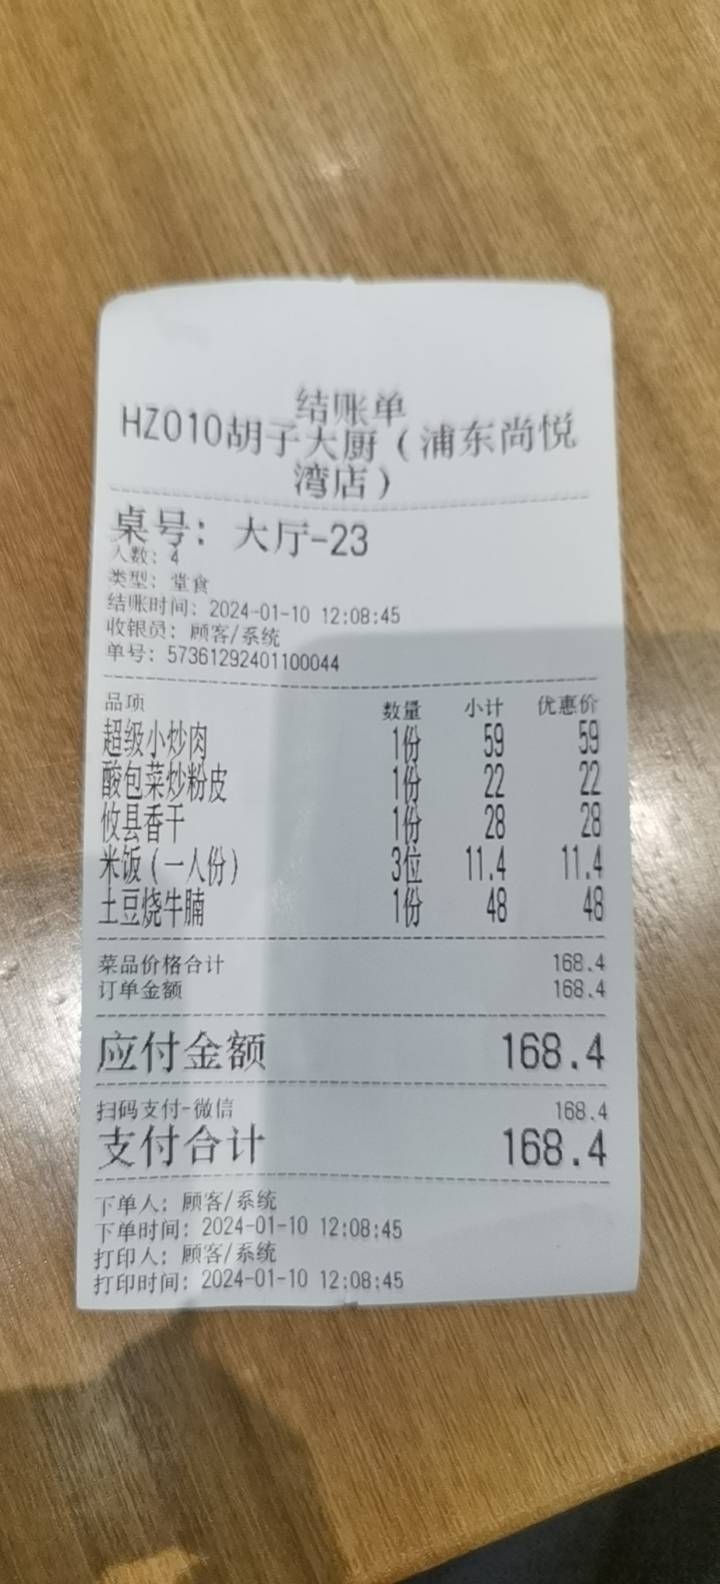 结账单
HZ010胡子大厨（浦东尚悦
湾店）
桌号：大厅-23
人数：4
类型：堂食
结账时间：2024-01-10 12:08:45
收银员：顾客/系统
单号：57361292401100044
品项 数量 小计 优惠价
超级小炒肉 1份 59 59
酸包菜炒粉皮 1份 22 22
攸县香干 1份 28 28
米饭（一人份） 3位 11.4 11.4
土豆烧牛腩 1份 48 48
菜品价格合计 168.4
订单金额 168.4
应付金额 168.4
扫码支付-微信 168.4
支付合计 168.4
下单人：顾客/系统
下单时间：2024-01-10 12:08:45
打印人：顾客/系统
打印时间：2024-01-10 12:08:45